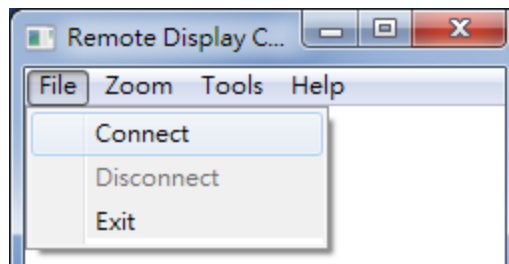 Remote Display C...
File Zoom Tools Help
Connect
Disconnect
Exit